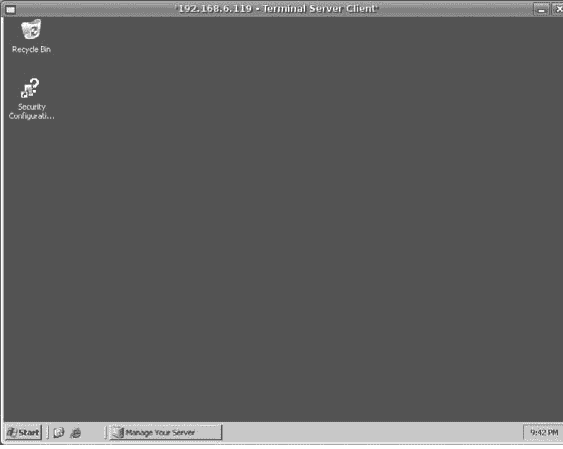 '192.168.6.119 - Terminal Server Client'
Recycle Bin
Security
Configurati...
Start
Manage Your Server
9:42 PM